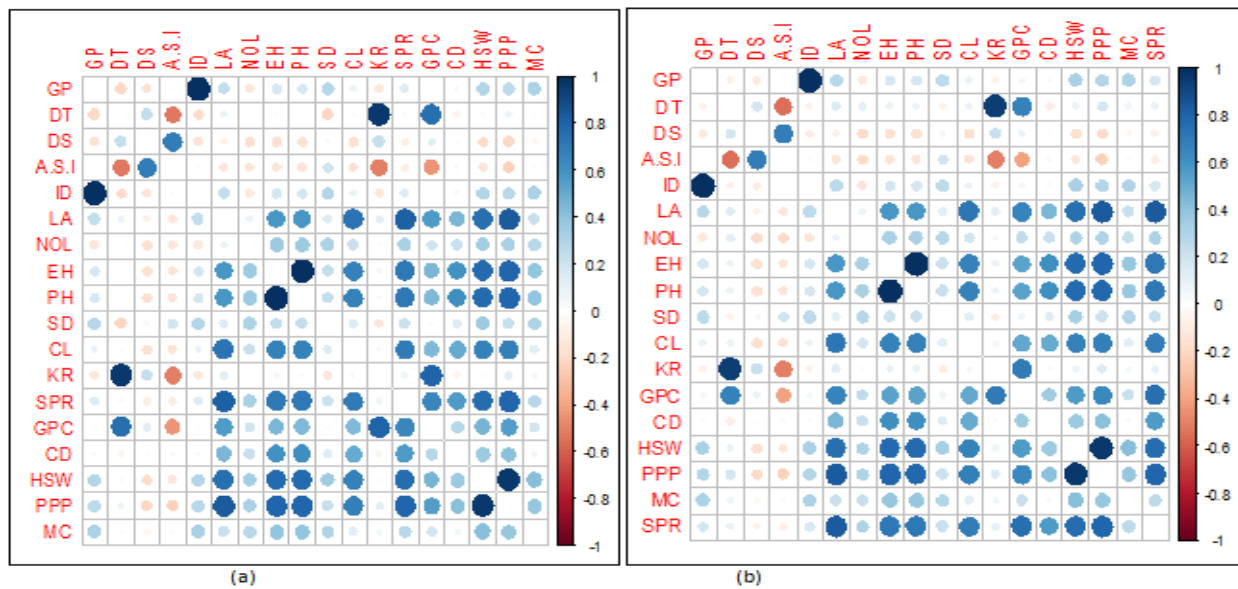 GP DT DS A.S.I ID LA NOL EH PH SD CL KR SPR GPC CD HSW PPP MC
GP
DT
DS
A.S.I
ID
LA
NOL
EH
PH
SD
CL
KR
SPR
GPC
CD
HSW
PPP
MC
1
0.8
0.6
0.4
0.2
0
-0.2
-0.4
-0.6
-0.8
-1
(a)
GP DT DS A.S.I ID LA NOL EH PH SD CL KR GPC CD HSW PPP MC SPR
GP
DT
DS
A.S.I
ID
LA
NOL
EH
PH
SD
CL
KR
GPC
CD
HSW
PPP
MC
SPR
1
0.8
0.6
0.4
0.2
0
-0.2
-0.4
-0.6
-0.8
-1
(b)